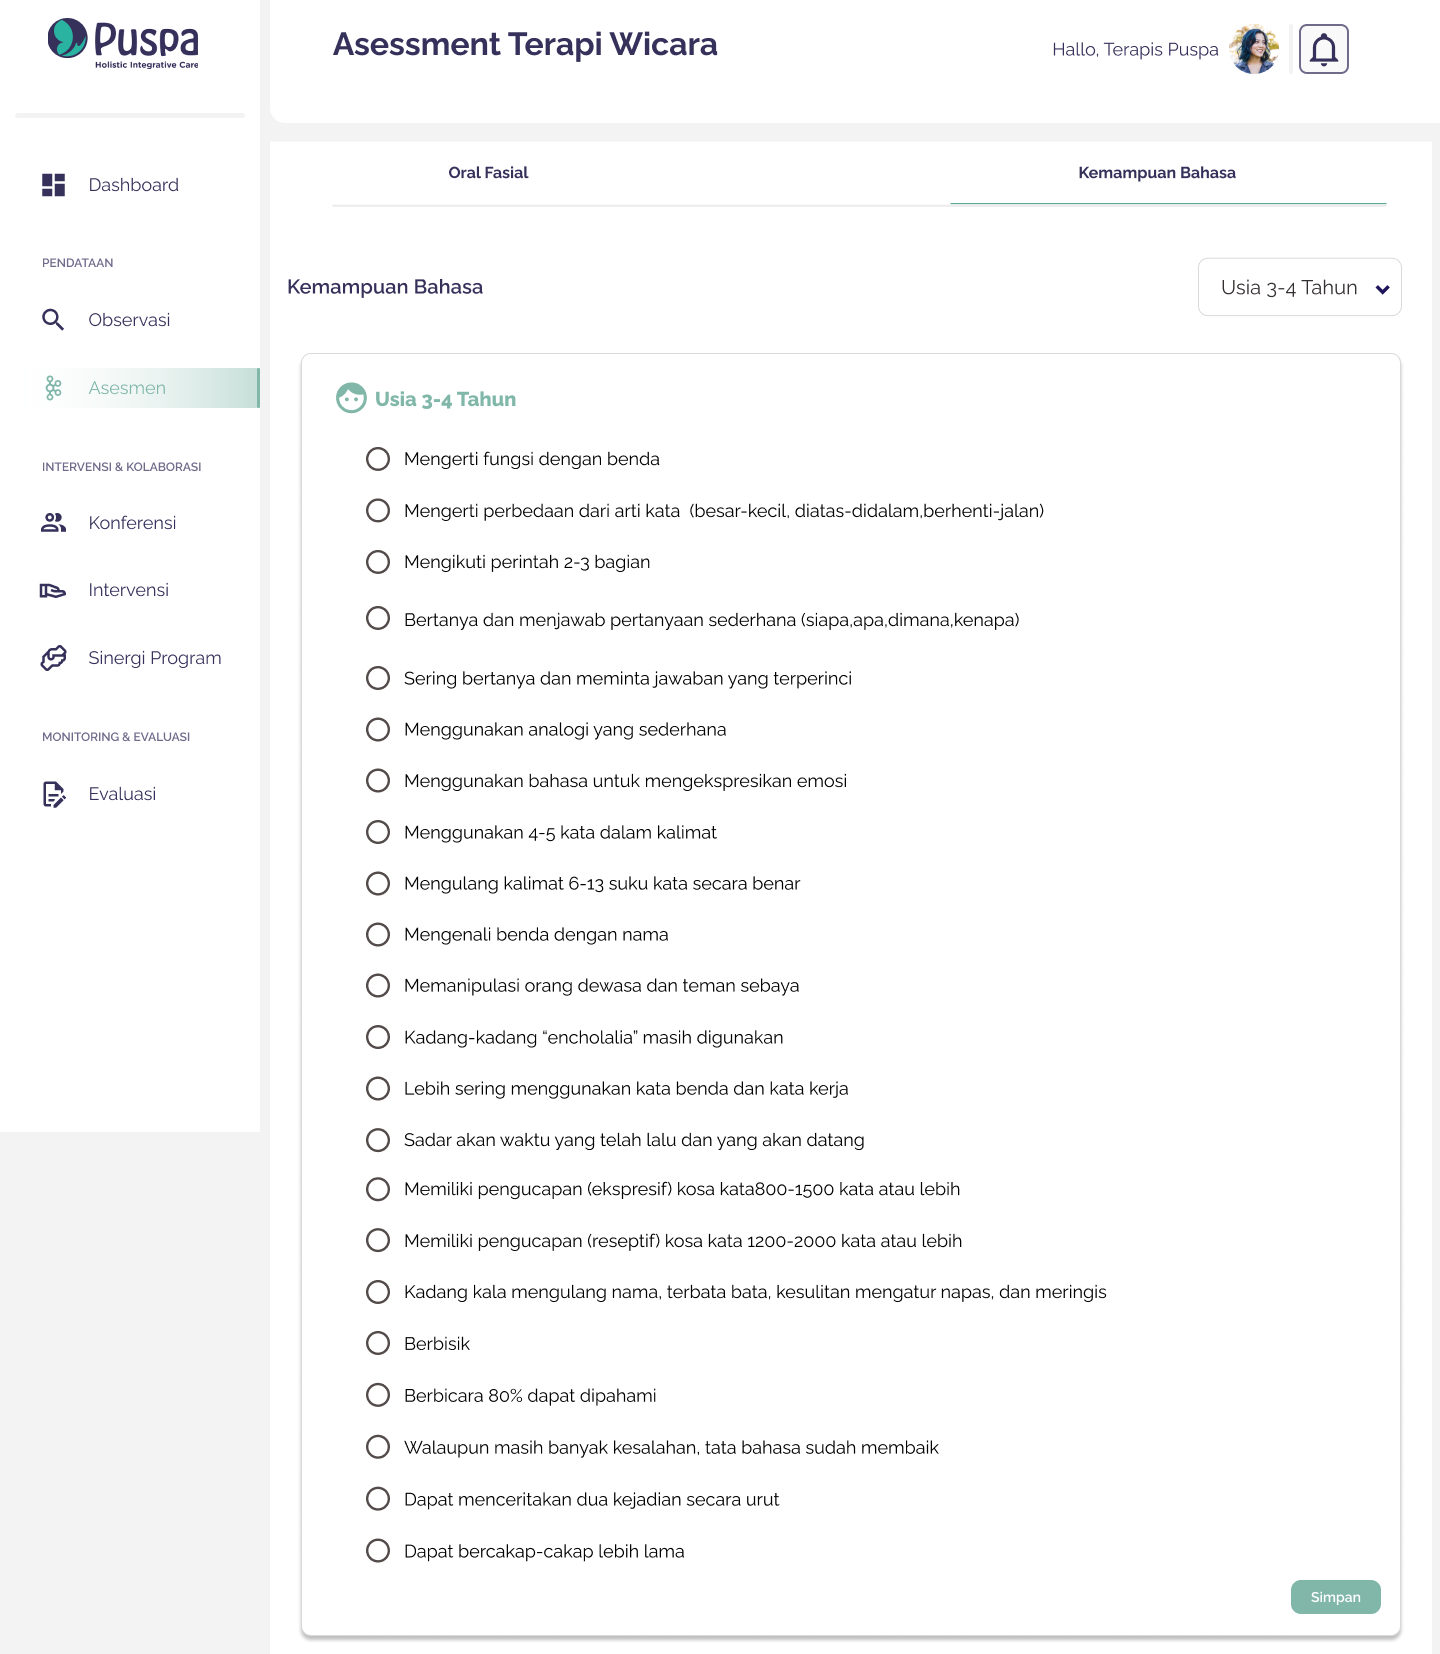 Puspa
Holistic Integrative Care
Asessment Terapi Wicara
Hallo, Terapis Puspa
Dashboard
PENDATAAN
Observasi
Asesmen
INTERVENSI & KOLABORASI
Konferensi
Intervensi
Sinergi Program
MONITORING & EVALUASI
Evaluasi
Oral Fasial
Kemampuan Bahasa
Kemampuan Bahasa
Usia 3-4 Tahun
Usia 3-4 Tahun
Mengerti fungsi dengan benda
Mengerti perbedaan dari arti kata  (besar-kecil, diatas-didalam,berhenti-jalan)
Mengikuti perintah 2-3 bagian
Bertanya dan menjawab pertanyaan sederhana (siapa,apa,dimana,kenapa)
Sering bertanya dan meminta jawaban yang terperinci
Menggunakan analogi yang sederhana
Menggunakan bahasa untuk mengekspresikan emosi
Menggunakan 4-5 kata dalam kalimat
Mengulang kalimat 6-13 suku kata secara benar
Mengenali benda dengan nama
Memanipulasi orang dewasa dan teman sebaya
Kadang-kadang “encholalia” masih digunakan
Lebih sering menggunakan kata benda dan kata kerja
Sadar akan waktu yang telah lalu dan yang akan datang
Memiliki pengucapan (ekspresif) kosa kata800-1500 kata atau lebih
Memiliki pengucapan (reseptif) kosa kata 1200-2000 kata atau lebih
Kadang kala mengulang nama, terbata bata, kesulitan mengatur napas, dan meringis
Berbisik
Berbicara 80% dapat dipahami
Walaupun masih banyak kesalahan, tata bahasa sudah membaik
Dapat menceritakan dua kejadian secara urut
Dapat bercakap-cakap lebih lama
Simpan